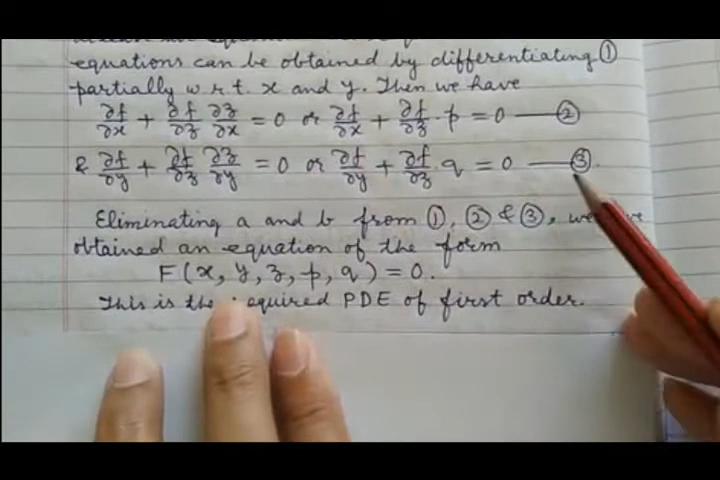 equations can be obtained by differentiating ①
partially w.r.t. x and y. Then we have
∂f/∂x + ∂f/∂z ∂z/∂x = 0 or ∂f/∂x + ∂f/∂z · p = 0 — ②
& ∂f/∂y + ∂f/∂z ∂z/∂y = 0 or ∂f/∂y + ∂f/∂z · q = 0 — ③.
Eliminating a and b from ①, ② & ③, we
obtained an equation of the form
F(x, y, z, p, q) = 0.
This is the required PDE of first order.